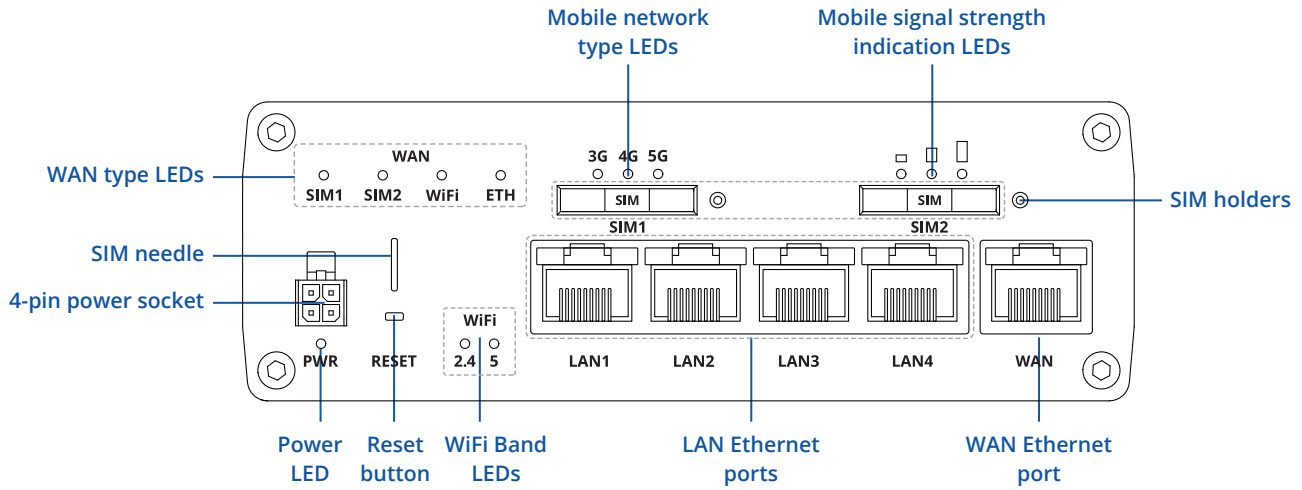 Mobile network
type LEDs
Mobile signal strength
indication LEDs
WAN type LEDs
WAN
SIM1 SIM2 WiFi ETH
3G 4G 5G
SIM
SIM1
SIM
SIM2
SIM holders
SIM needle
4-pin power socket
PWR
RESET
WiFi
2.4 5
LAN1
LAN2
LAN3
LAN4
WAN
Power
LED
Reset
button
WiFi Band
LEDs
LAN Ethernet
ports
WAN Ethernet
port